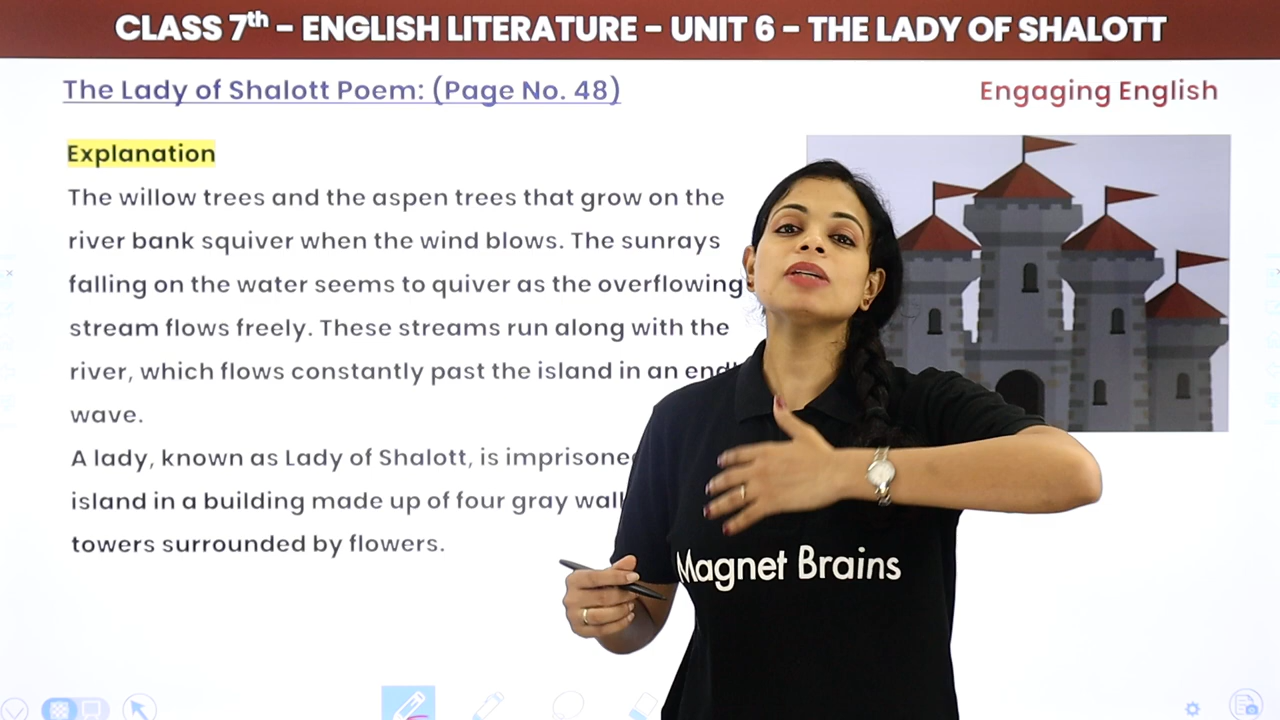 CLASS 7th - ENGLISH LITERATURE - UNIT 6 - THE LADY OF SHALOTT
The Lady of Shalott Poem: (Page No. 48)
Engaging English
Explanation
The willow trees and the aspen trees that grow on the
river bank squiver when the wind blows. The sunrays
falling on the water seems to quiver as the overflowing
stream flows freely. These streams run along with the
river, which flows constantly past the island in an
wave.
A lady, known as Lady of Shalott, is
island in a building made up of four gray
towers surrounded by flowers.
Magnet Brains